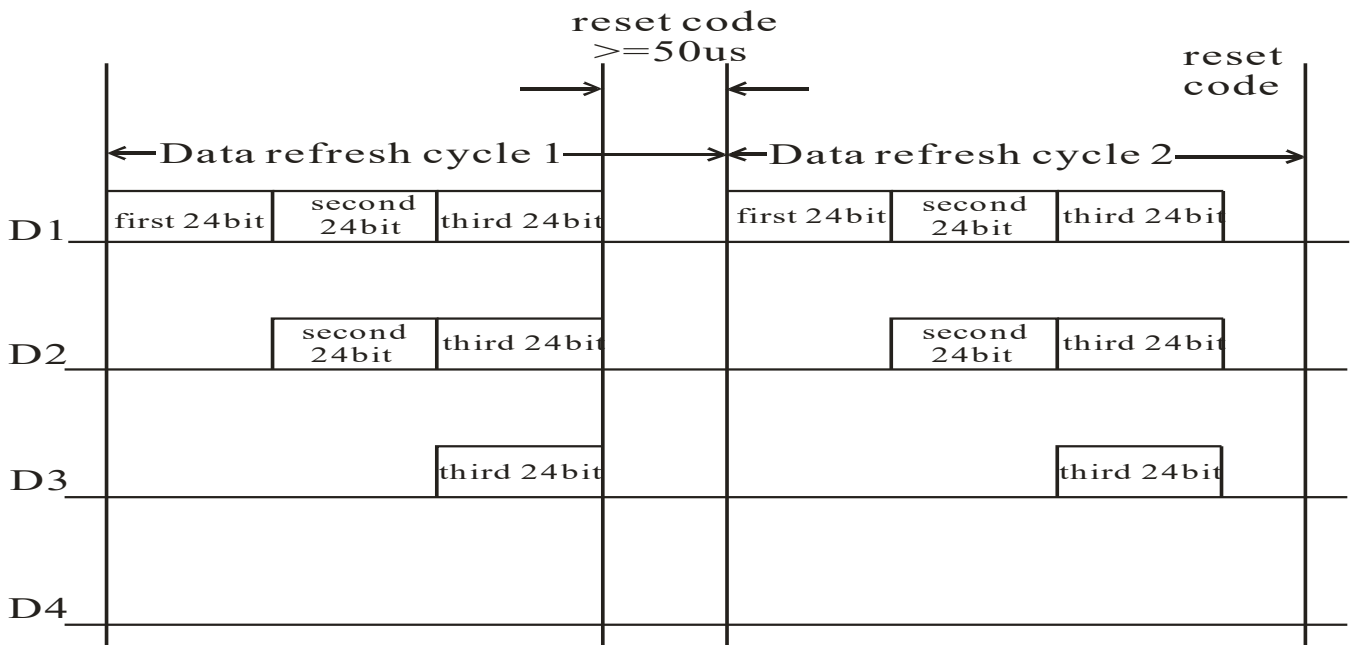 reset code
>=50us
reset
code
Data refresh cycle 1
Data refresh cycle 2
D1
first 24bit
second
24bit
third 24bit
first 24bit
second
24bit
third 24bit
D2
second
24bit
third 24bit
second
24bit
third 24bit
D3
third 24bit
third 24bit
D4